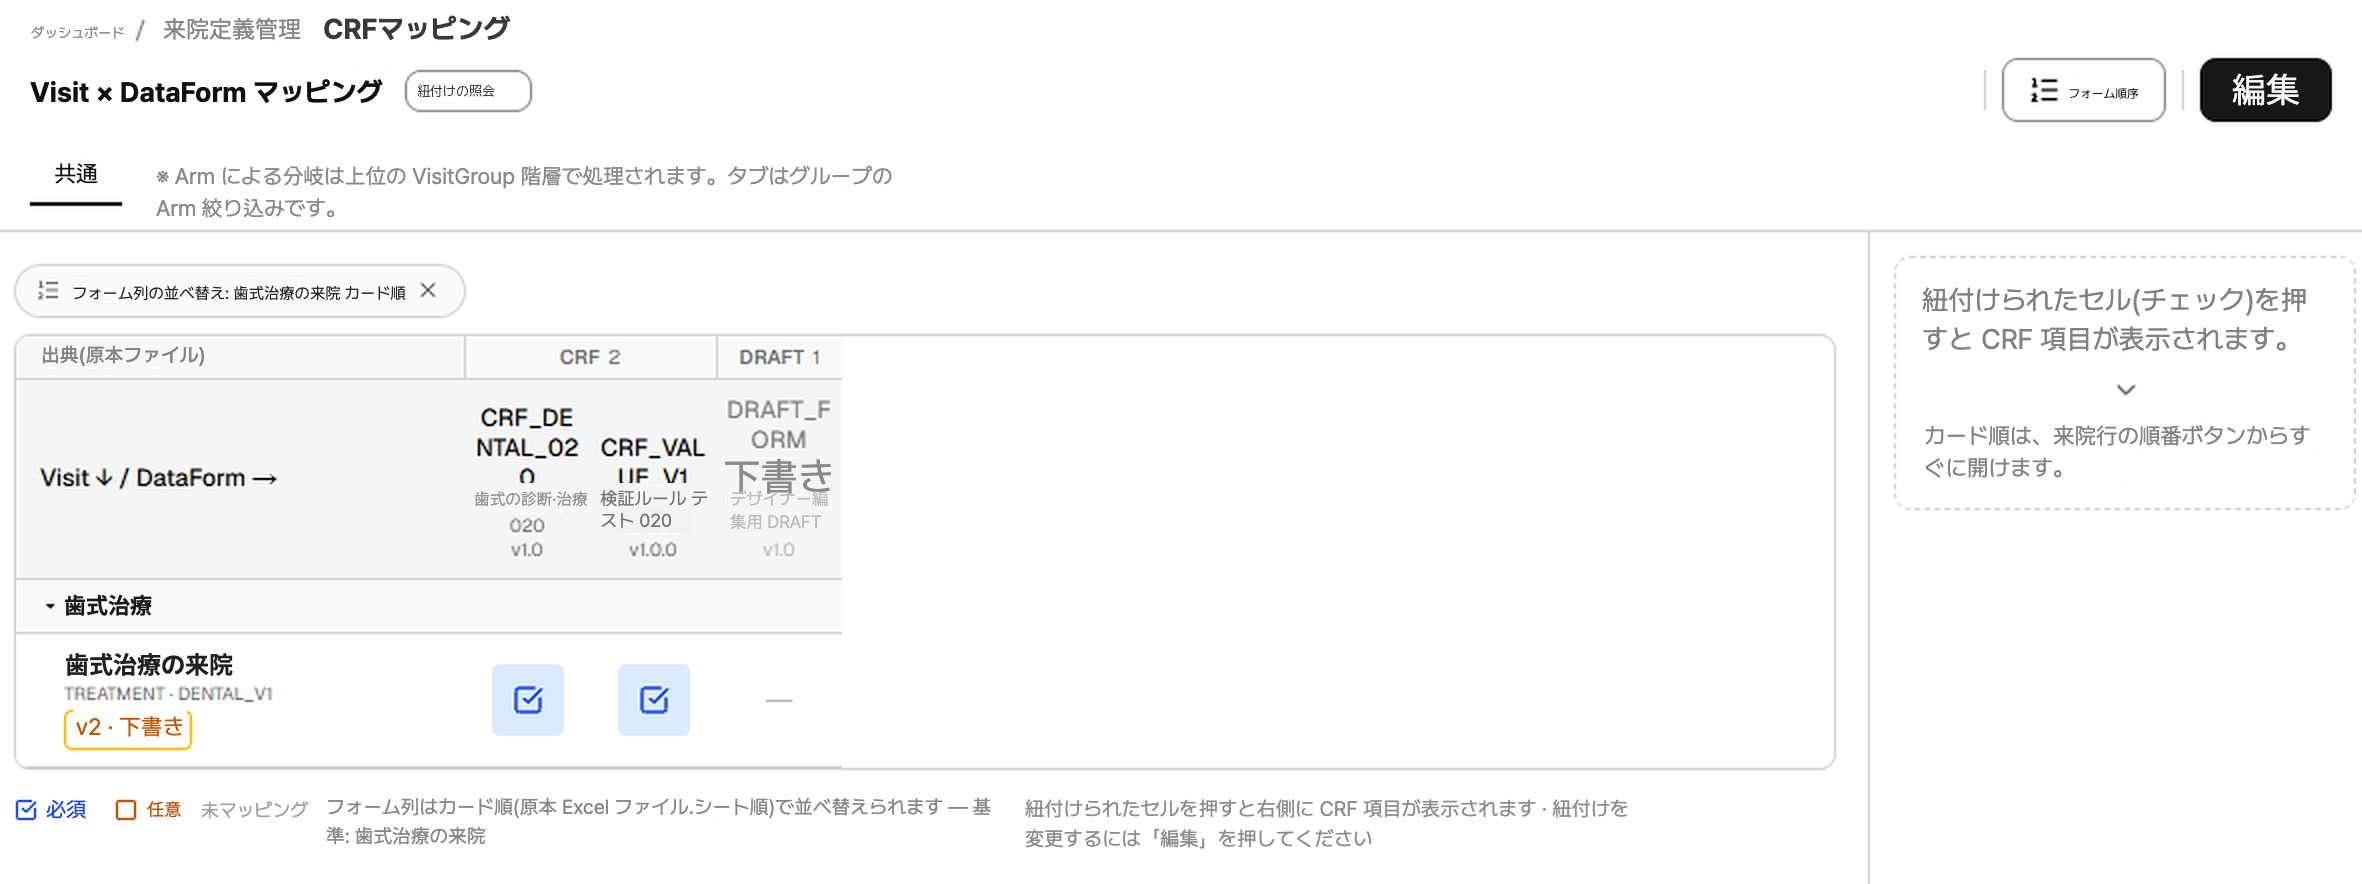 ダッシュボード / 来院定義管理 CRFマッピング
Visit × DataForm マッピング 紐付けの照会
フォーム順序
編集
共通
※ Arm による分岐は上位の VisitGroup 階層で処理されます。タブはグループの
Arm 絞り込みです。
フォーム列の並べ替え: 歯式治療の来院 カード順 ×
出典(原本ファイル)
CRF 2
DRAFT 1
Visit ↓ / DataForm →
CRF_DE
NTAL_02
0
歯式の診断·治療
020
v1.0
CRF_VAL
UE_V1
検証ルール テ
スト 020
v1.0.0
DRAFT_F
ORM
下書き
デザイナー編
集用 DRAFT
v1.0
歯式治療
歯式治療の来院
TREATMENT · DENTAL_V1
v2 · 下書き
—
必須 任意 未マッピング
フォーム列はカード順(原本 Excel ファイル.シート順)で並べ替えられます — 基
準: 歯式治療の来院
紐付けられたセルを押すと右側に CRF 項目が表示されます · 紐付けを
変更するには「編集」を押してください
紐付けられたセル(チェック)を押
すと CRF 項目が表示されます。
カード順は、来院行の順番ボタンからす
ぐに開けます。